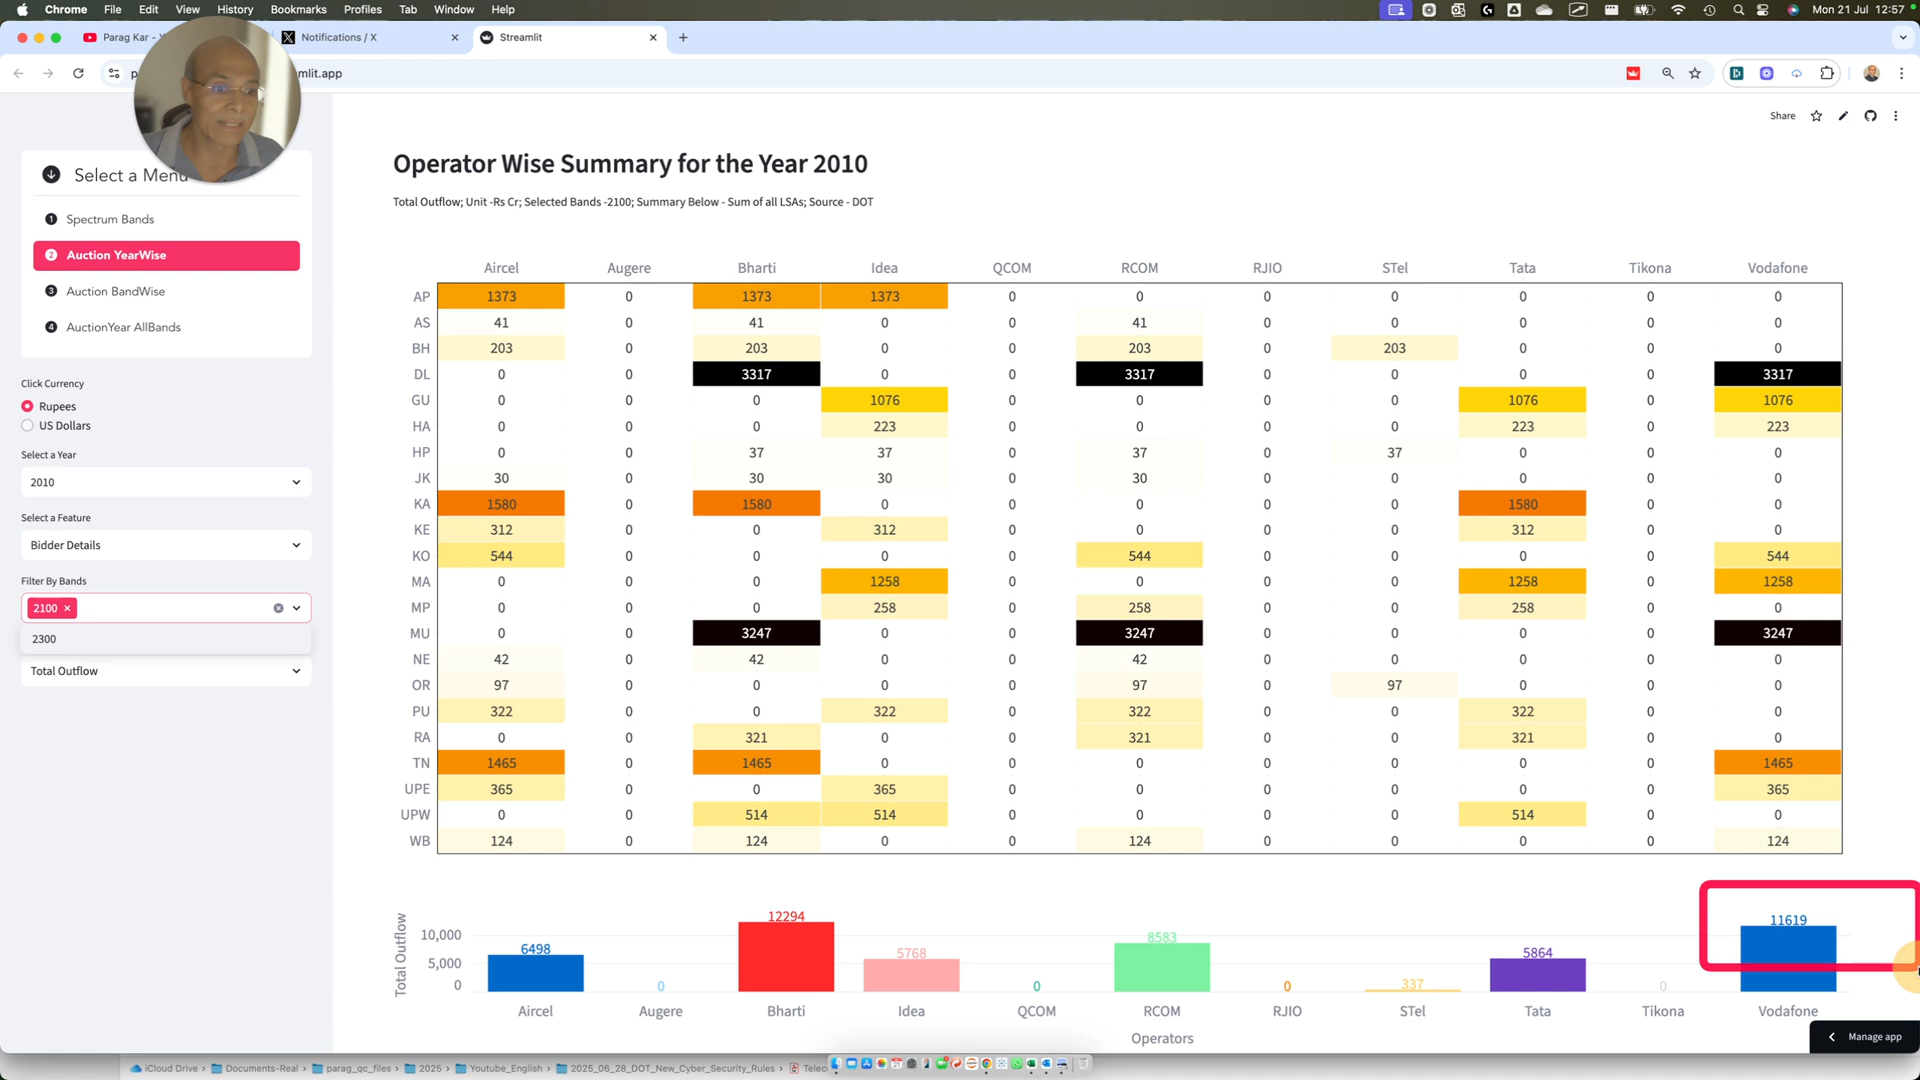 Chrome File Edit View History Bookmarks Profiles Tab Window Help Mon 21 Jul 12:57
Parag Kar - Notifications / X Streamlit
mlit.app
Share
Select a Menu
1 Spectrum Bands
2 Auction YearWise
3 Auction BandWise
4 AuctionYear AllBands
Click Currency
Rupees
US Dollars
Select a Year
2010
Select a Feature
Bidder Details
Filter By Bands
2100 ×
2300
Total Outflow
Operator Wise Summary for the Year 2010
Total Outflow; Unit -Rs Cr; Selected Bands -2100; Summary Below - Sum of all LSAs; Source - DOT
Aircel Augere Bharti Idea QCOM RCOM RJIO STel Tata Tikona Vodafone
AP 1373 0 1373 1373 0 0 0 0 0 0 0
AS 41 0 41 0 0 41 0 0 0 0 0
BH 203 0 203 0 0 203 0 203 0 0 0
DL 0 0 3317 0 0 3317 0 0 0 0 3317
GU 0 0 0 1076 0 0 0 0 1076 0 1076
HA 0 0 0 223 0 0 0 0 223 0 223
HP 0 0 37 37 0 37 0 37 0 0 0
JK 30 0 30 30 0 30 0 0 0 0 0
KA 1580 0 1580 0 0 0 0 0 1580 0 0
KE 312 0 0 312 0 0 0 0 312 0 0
KO 544 0 0 0 0 544 0 0 0 0 544
MA 0 0 0 1258 0 0 0 0 1258 0 1258
MP 0 0 0 258 0 258 0 0 258 0 0
MU 0 0 3247 0 0 3247 0 0 0 0 3247
NE 42 0 42 0 0 42 0 0 0 0 0
OR 97 0 0 0 0 97 0 97 0 0 0
PU 322 0 0 322 0 322 0 0 322 0 0
RA 0 0 321 0 0 321 0 0 321 0 0
TN 1465 0 1465 0 0 0 0 0 0 0 1465
UPE 365 0 0 365 0 0 0 0 0 0 365
UPW 0 0 514 514 0 0 0 0 514 0 0
WB 124 0 124 0 0 124 0 0 0 0 124
Total Outflow
10,000
5,000
0
6498 0 12294 5768 0 8583 0 337 5864 0 11619
Aircel Augere Bharti Idea QCOM RCOM RJIO STel Tata Tikona Vodafone
Operators
Manage app
iCloud Drive Documents-Real parag_qc_files 2025 Youtube_English 2025_06_28_DOT_New_Cyber_Security_Rules